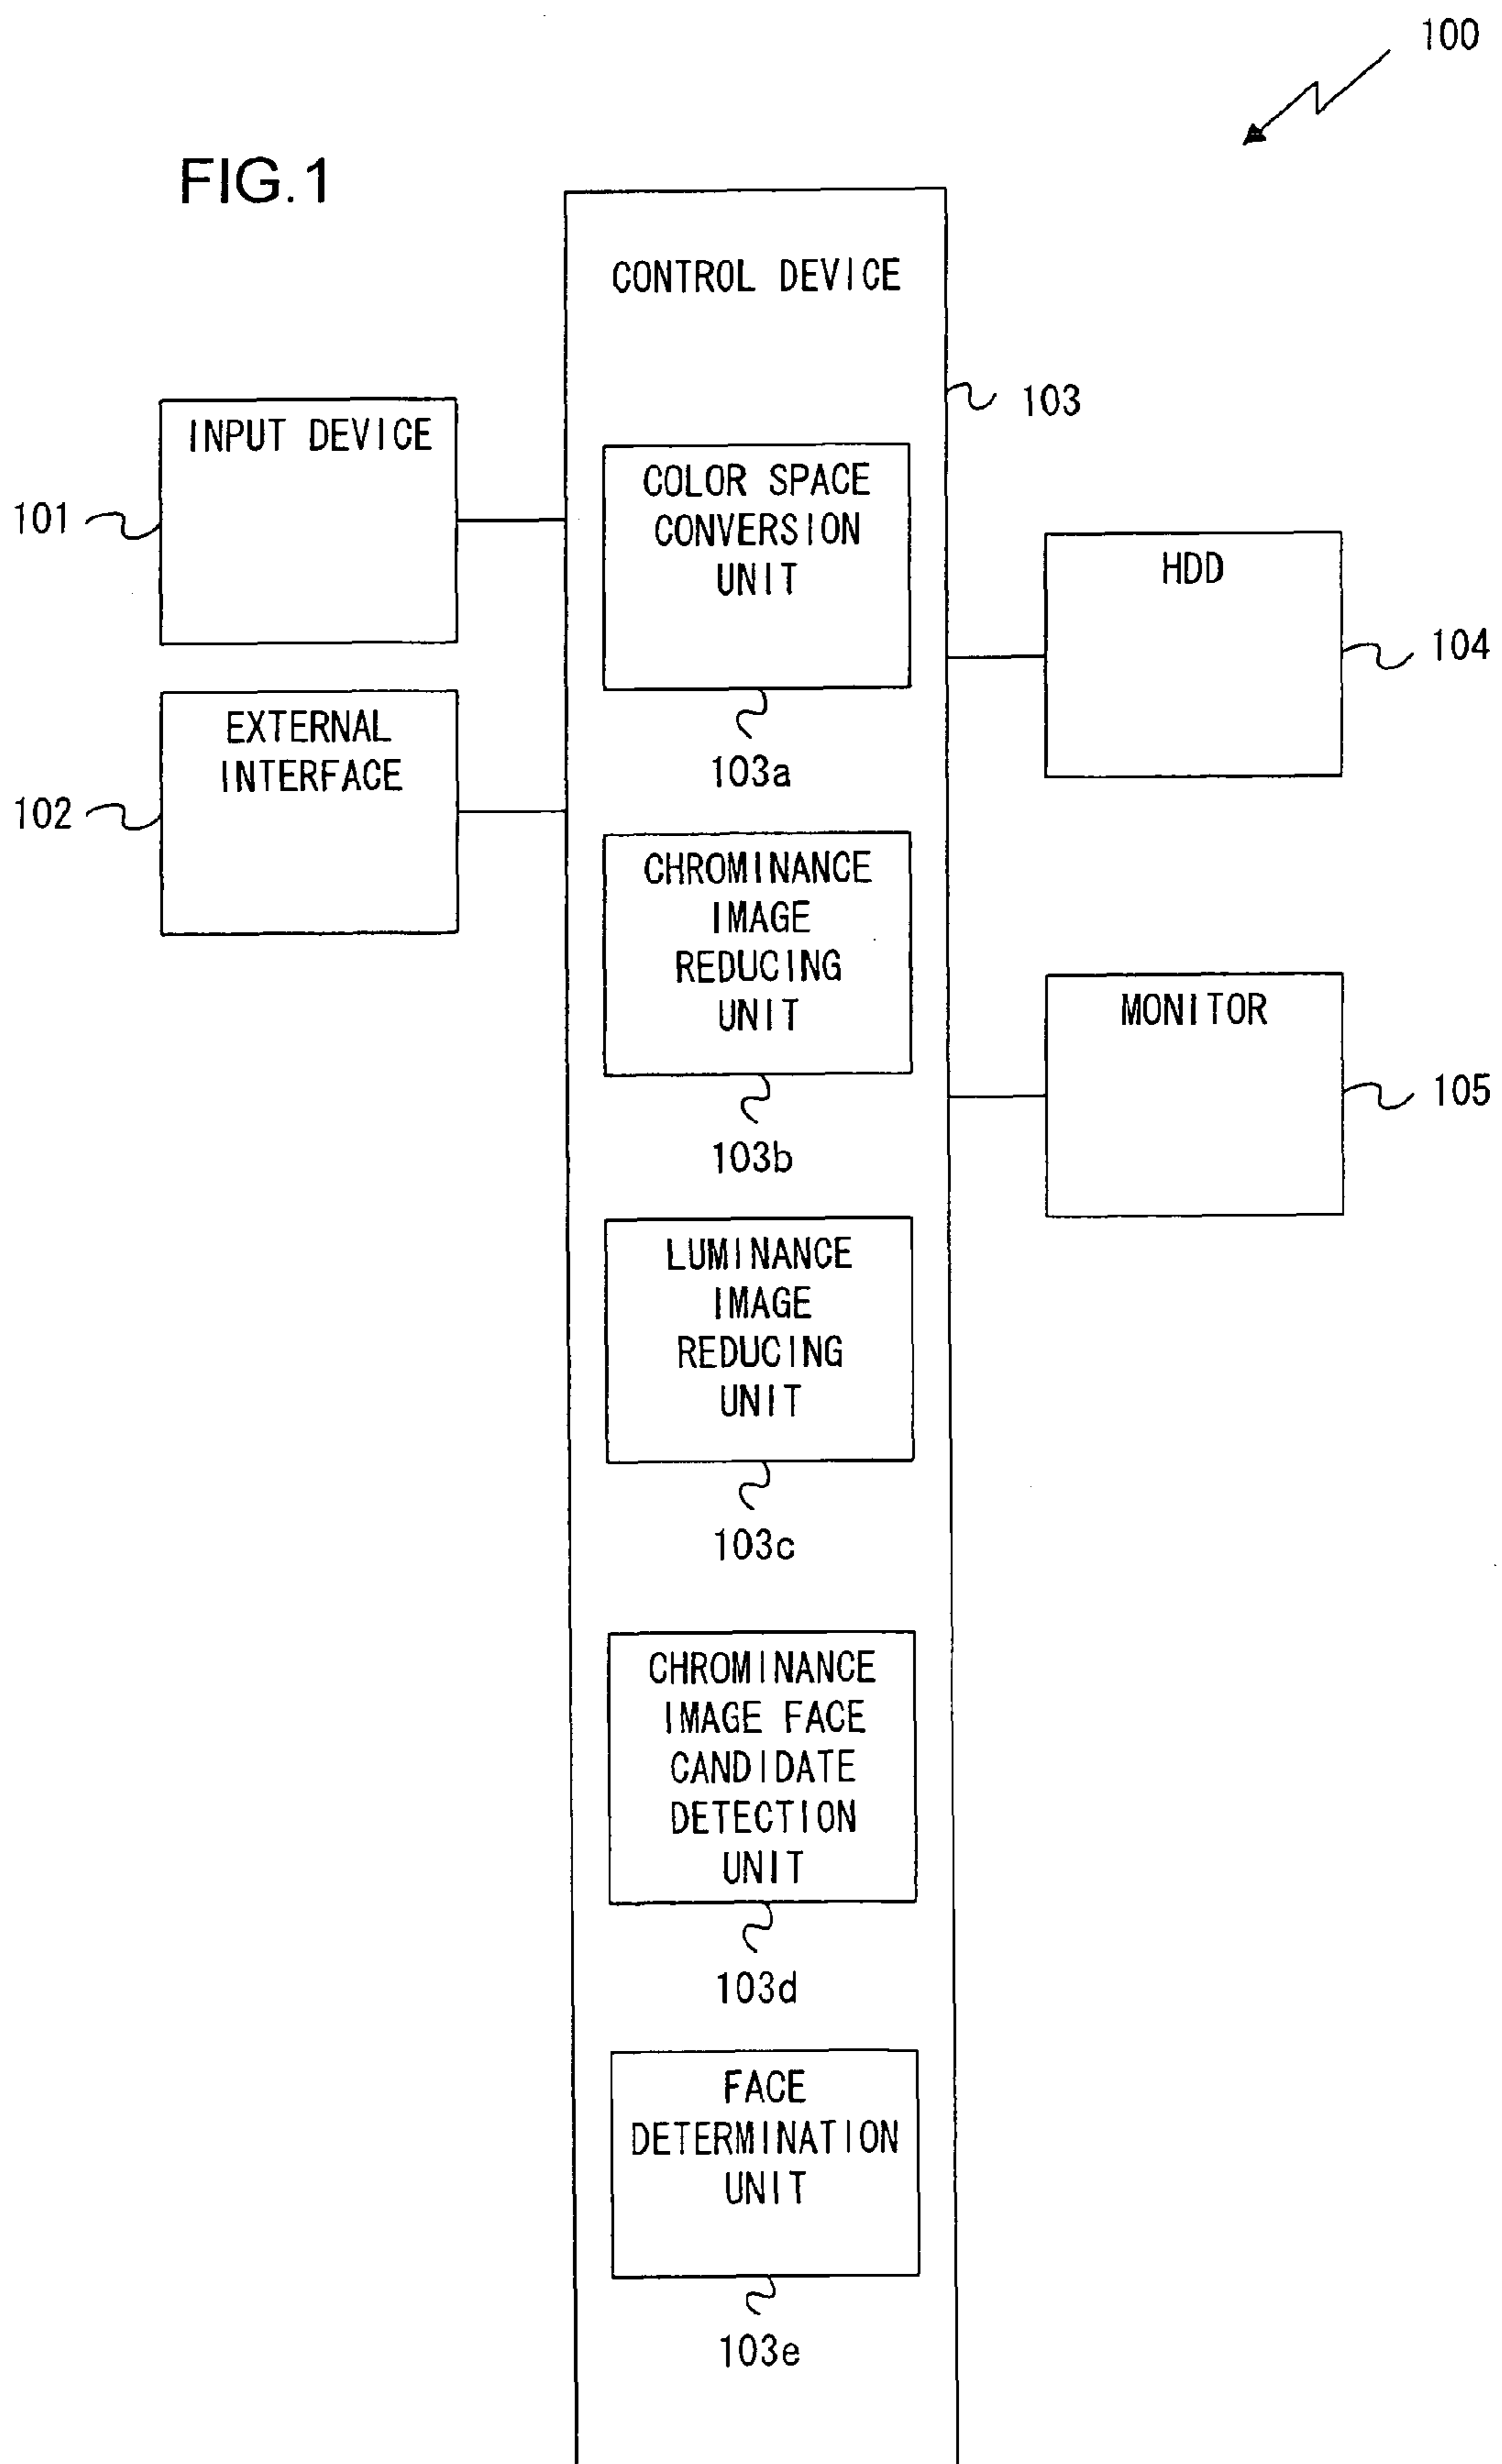 100
FIG.1
CONTROL DEVICE
103
INPUT DEVICE
101
COLOR SPACE
CONVERSION
UNIT
103a
HDD
104
EXTERNAL
INTERFACE
102
CHROMINANCE
IMAGE
REDUCING
UNIT
103b
MONITOR
105
LUMINANCE
IMAGE
REDUCING
UNIT
103c
CHROMINANCE
IMAGE FACE
CANDIDATE
DETECTION
UNIT
103d
FACE
DETERMINATION
UNIT
103e